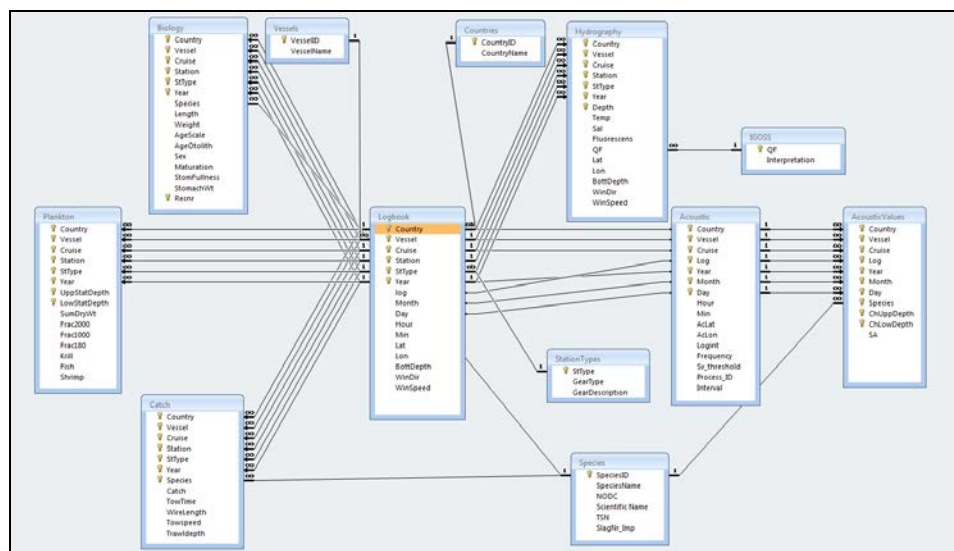 Biology
Country
Vessel
Cruise
Station
StType
Year
Species
Length
Weight
AgeScale
AgeOtolith
Sex
Maturation
StomFullness
StomachWt
Recnr
Vessels
VesselID
VesselName
Countries
CountryID
CountryName
Hydrography
Country
Vessel
Cruise
Station
StType
Year
Depth
Temp
Sal
Fluorescens
QF
Lat
Lon
BottDepth
WinDir
WinSpeed
IGOSS
QF
Interpretation
Plankton
Country
Vessel
Cruise
Station
StType
Year
UppStatDepth
LowStatDepth
SumDryWt
Frac2000
Frac1000
Frac180
Krill
Fish
Shrimp
Logbook
Country
Vessel
Cruise
Station
StType
Year
log
Month
Day
Hour
Min
Lat
Lon
BottDepth
WinDir
WinSpeed
Acoustic
Country
Vessel
Cruise
Log
Year
Month
Day
Hour
Min
AcLat
AcLon
Logint
Frequency
Sv_threshold
Process_ID
Interval
AcousticValues
Country
Vessel
Cruise
Log
Year
Month
Day
Species
ChUppDepth
ChLowDepth
SA
StationTypes
StType
GearType
GearDescription
Catch
Country
Vessel
Cruise
Station
StType
Year
Species
Catch
TowTime
WireLength
Towspeed
Trawldepth
Species
SpeciesID
SpeciesName
NODC
Scientific Name
TSN
SlagNr_Imp